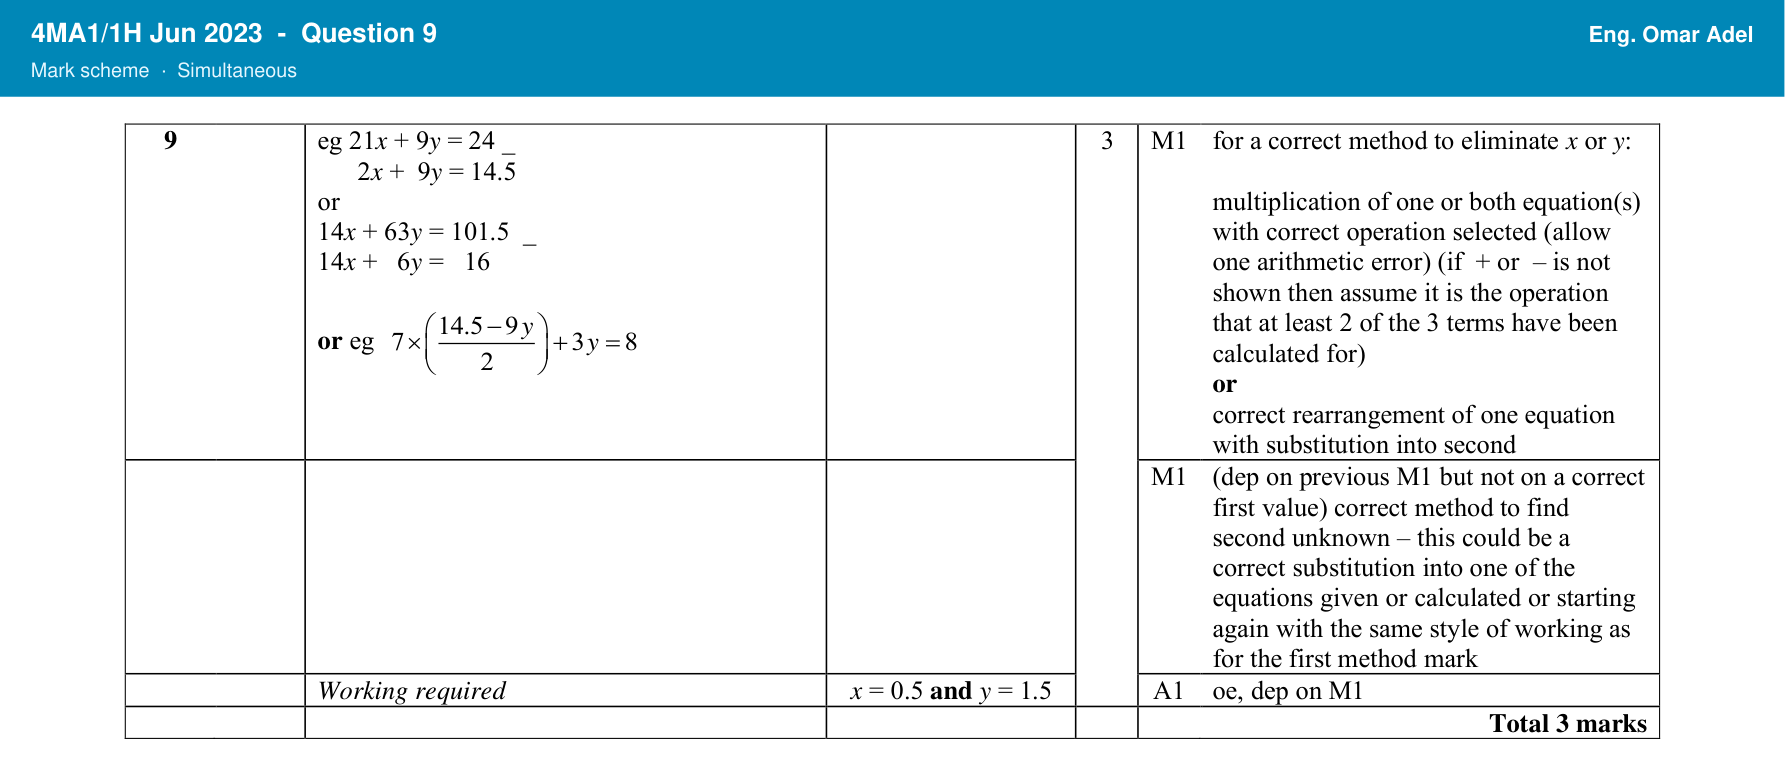 4MA1/1H Jun 2023 - Question 9
Eng. Omar Adel
Mark scheme · Simultaneous
9
eg 21x + 9y = 24 _
2x + 9y = 14.5
or
14x + 63y = 101.5 _
14x + 6y = 16
or eg 7×((14.5−9y)/2)+3y=8
3
M1 for a correct method to eliminate x or y:
multiplication of one or both equation(s)
with correct operation selected (allow
one arithmetic error) (if + or – is not
shown then assume it is the operation
that at least 2 of the 3 terms have been
calculated for)
or
correct rearrangement of one equation
with substitution into second
M1 (dep on previous M1 but not on a correct
first value) correct method to find
second unknown – this could be a
correct substitution into one of the
equations given or calculated or starting
again with the same style of working as
for the first method mark
Working required
x = 0.5 and y = 1.5
A1 oe, dep on M1
Total 3 marks